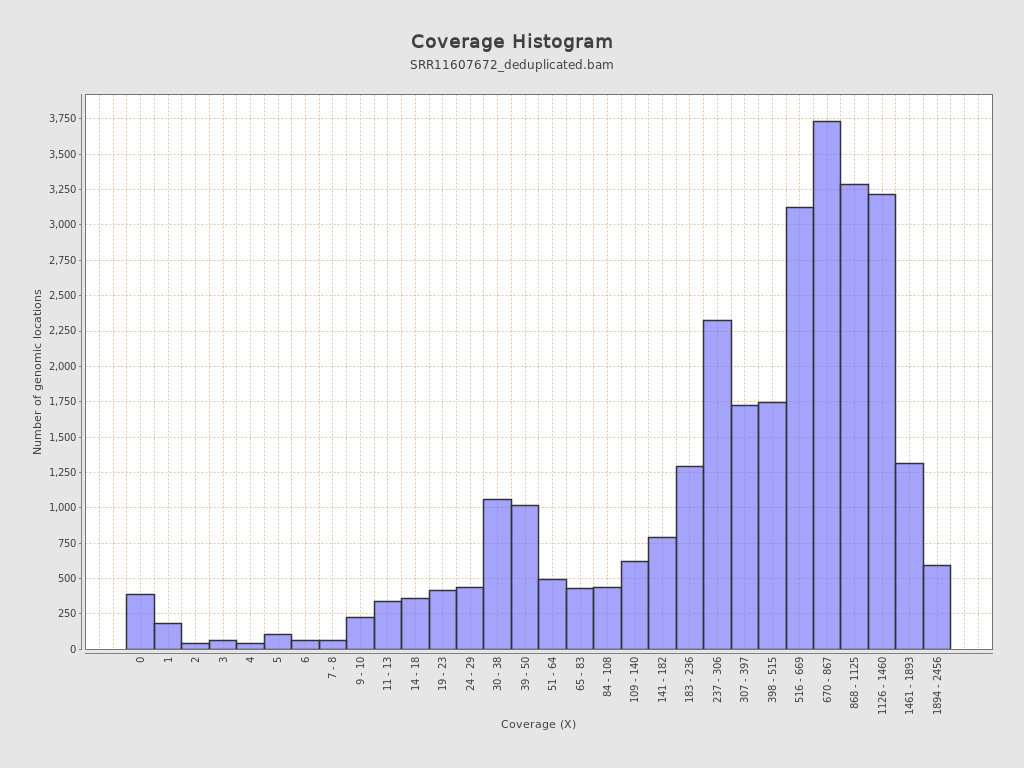 Coverage Histogram
SRR11607672_deduplicated.bam
Number of genomic locations
3,750
3,500
3,250
3,000
2,750
2,500
2,250
2,000
1,750
1,500
1,250
1,000
750
500
250
0
0
1
2
3
4
5
6
7 - 8
9 - 10
11 - 13
14 - 18
19 - 23
24 - 29
30 - 38
39 - 50
51 - 64
65 - 83
84 - 108
109 - 140
141 - 182
183 - 236
237 - 306
307 - 397
398 - 515
516 - 669
670 - 867
868 - 1125
1126 - 1460
1461 - 1893
1894 - 2456
Coverage (X)